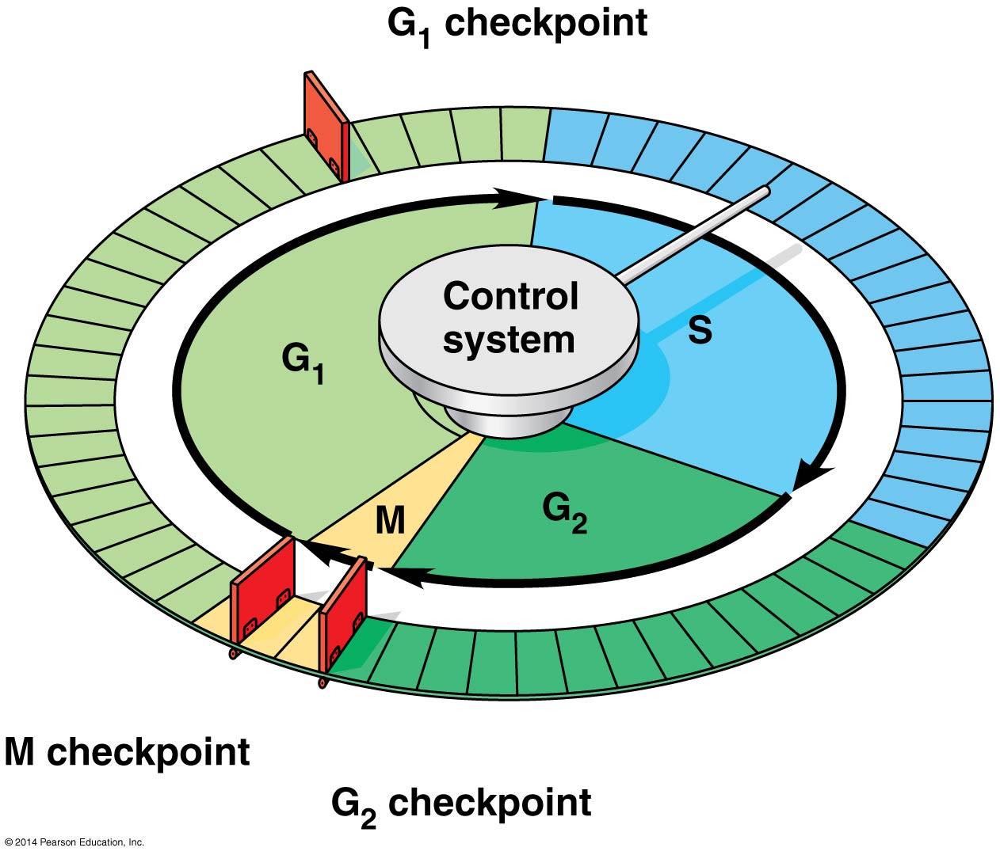 G₁ checkpoint
Control
system
S
G₁
M
G₂
M checkpoint
G₂ checkpoint
© 2014 Pearson Education, Inc.